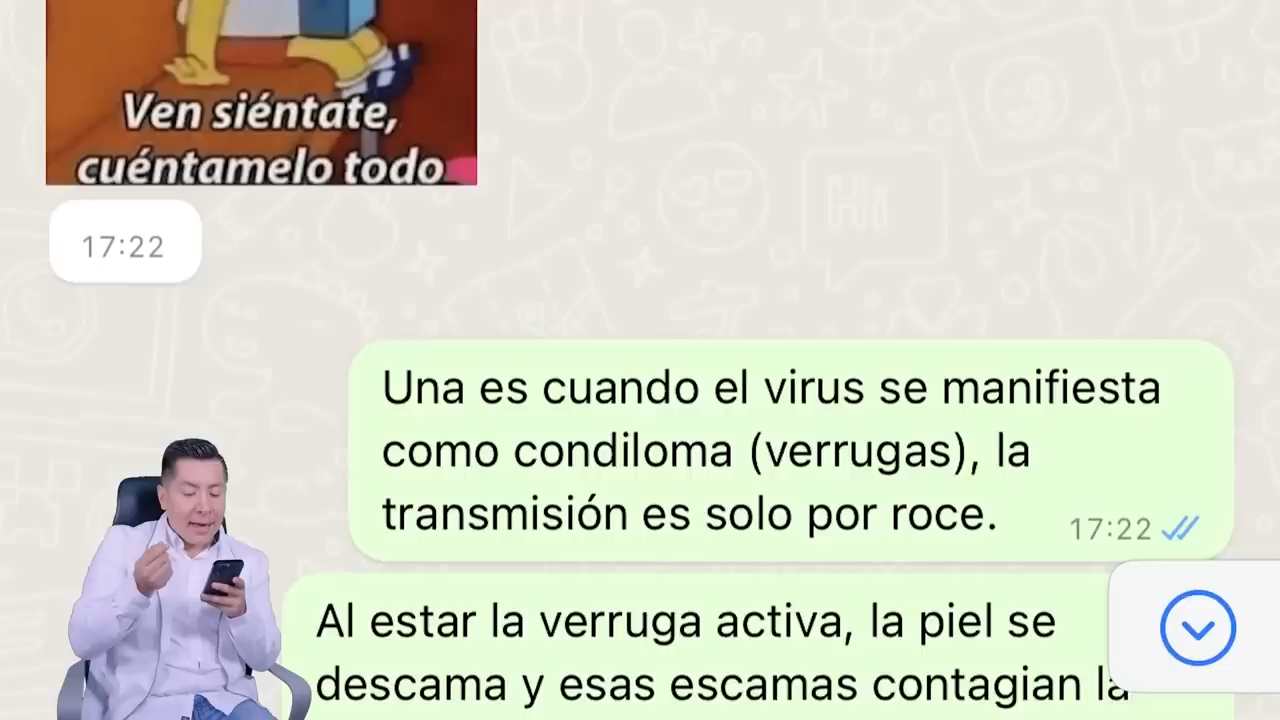 Ven siéntate,
cuéntamelo todo
17:22
Hi
Una es cuando el virus se manifiesta
como condiloma (verrugas), la
transmisión es solo por roce.
17:22
Al estar la verruga activa, la piel se
descama y esas escamas contagian la